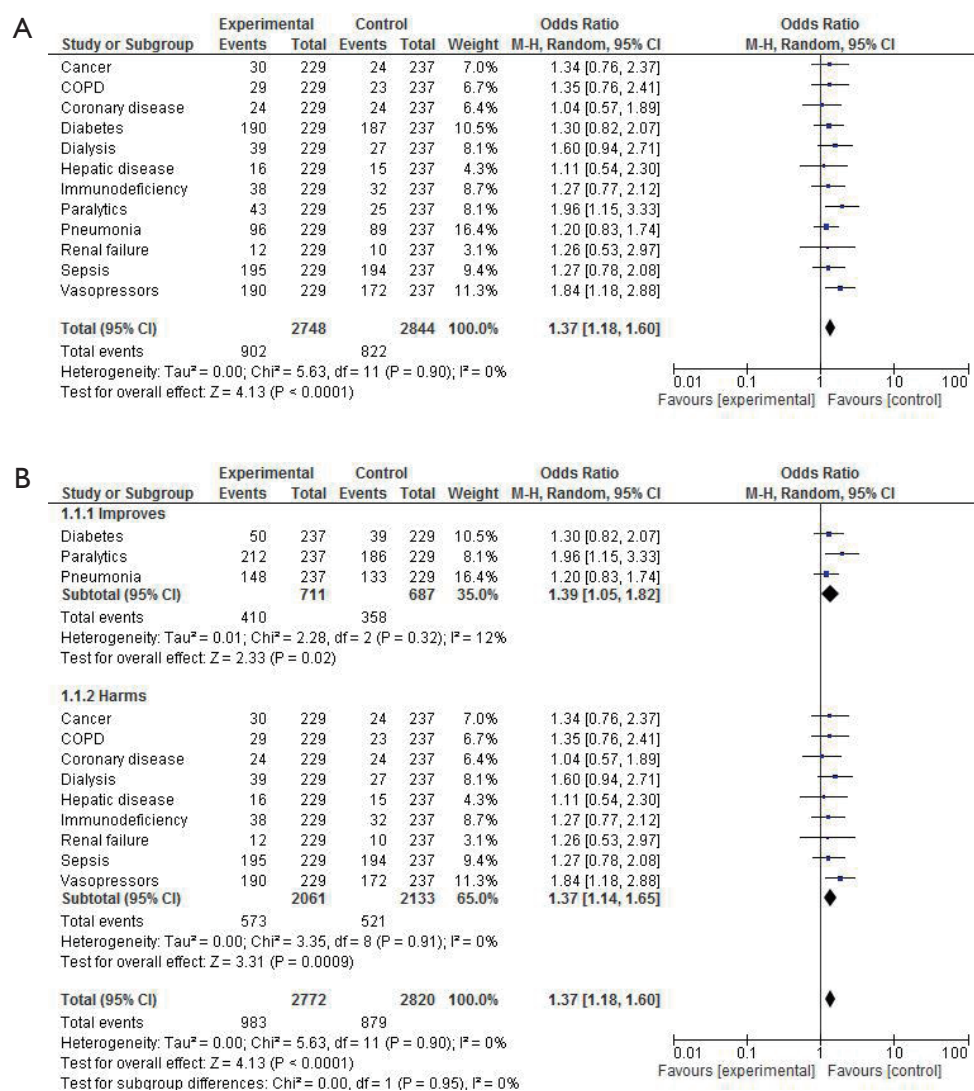 A
Experimental Control Odds Ratio Odds Ratio
Study or Subgroup Events Total Events Total Weight M-H, Random, 95% CI M-H, Random, 95% CI
Cancer 30 229 24 237 7.0% 1.34 [0.76, 2.37]
COPD 29 229 23 237 6.7% 1.35 [0.76, 2.41]
Coronary disease 24 229 24 237 6.4% 1.04 [0.57, 1.89]
Diabetes 190 229 187 237 10.5% 1.30 [0.82, 2.07]
Dialysis 39 229 27 237 8.1% 1.60 [0.94, 2.71]
Hepatic disease 16 229 15 237 4.3% 1.11 [0.54, 2.30]
Immunodeficiency 38 229 32 237 8.7% 1.27 [0.77, 2.12]
Paralytics 43 229 25 237 8.1% 1.96 [1.15, 3.33]
Pneumonia 96 229 89 237 16.4% 1.20 [0.83, 1.74]
Renal failure 12 229 10 237 3.1% 1.26 [0.53, 2.97]
Sepsis 195 229 194 237 9.4% 1.27 [0.78, 2.08]
Vasopressors 190 229 172 237 11.3% 1.84 [1.18, 2.88]
Total (95% CI) 2748 2844 100.0% 1.37 [1.18, 1.60]
Total events 902 822
Heterogeneity: Tau² = 0.00; Chi² = 5.63, df = 11 (P = 0.90); I² = 0%
Test for overall effect: Z = 4.13 (P < 0.0001)
0.01 0.1 1 10 100
Favours [experimental] Favours [control]
B
Experimental Control Odds Ratio Odds Ratio
Study or Subgroup Events Total Events Total Weight M-H, Random, 95% CI M-H, Random, 95% CI
1.1.1 Improves
Diabetes 50 237 39 229 10.5% 1.30 [0.82, 2.07]
Paralytics 212 237 186 229 8.1% 1.96 [1.15, 3.33]
Pneumonia 148 237 133 229 16.4% 1.20 [0.83, 1.74]
Subtotal (95% CI) 711 687 35.0% 1.39 [1.05, 1.82]
Total events 410 358
Heterogeneity: Tau² = 0.01; Chi² = 2.28, df = 2 (P = 0.32); I² = 12%
Test for overall effect: Z = 2.33 (P = 0.02)
1.1.2 Harms
Cancer 30 229 24 237 7.0% 1.34 [0.76, 2.37]
COPD 29 229 23 237 6.7% 1.35 [0.76, 2.41]
Coronary disease 24 229 24 237 6.4% 1.04 [0.57, 1.89]
Dialysis 39 229 27 237 8.1% 1.60 [0.94, 2.71]
Hepatic disease 16 229 15 237 4.3% 1.11 [0.54, 2.30]
Immunodeficiency 38 229 32 237 8.7% 1.27 [0.77, 2.12]
Renal failure 12 229 10 237 3.1% 1.26 [0.53, 2.97]
Sepsis 195 229 194 237 9.4% 1.27 [0.78, 2.08]
Vasopressors 190 229 172 237 11.3% 1.84 [1.18, 2.88]
Subtotal (95% CI) 2061 2133 65.0% 1.37 [1.14, 1.65]
Total events 573 521
Heterogeneity: Tau² = 0.00; Chi² = 3.35, df = 8 (P = 0.91); I² = 0%
Test for overall effect: Z = 3.31 (P = 0.0009)
Total (95% CI) 2772 2820 100.0% 1.37 [1.18, 1.60]
Total events 983 879
Heterogeneity: Tau² = 0.00; Chi² = 5.63, df = 11 (P = 0.90); I² = 0%
Test for overall effect: Z = 4.13 (P < 0.0001)
Test for subgroup differences: Chi² = 0.00, df = 1 (P = 0.95), I² = 0%
0.01 0.1 1 10 100
Favours [experimental] Favours [control]